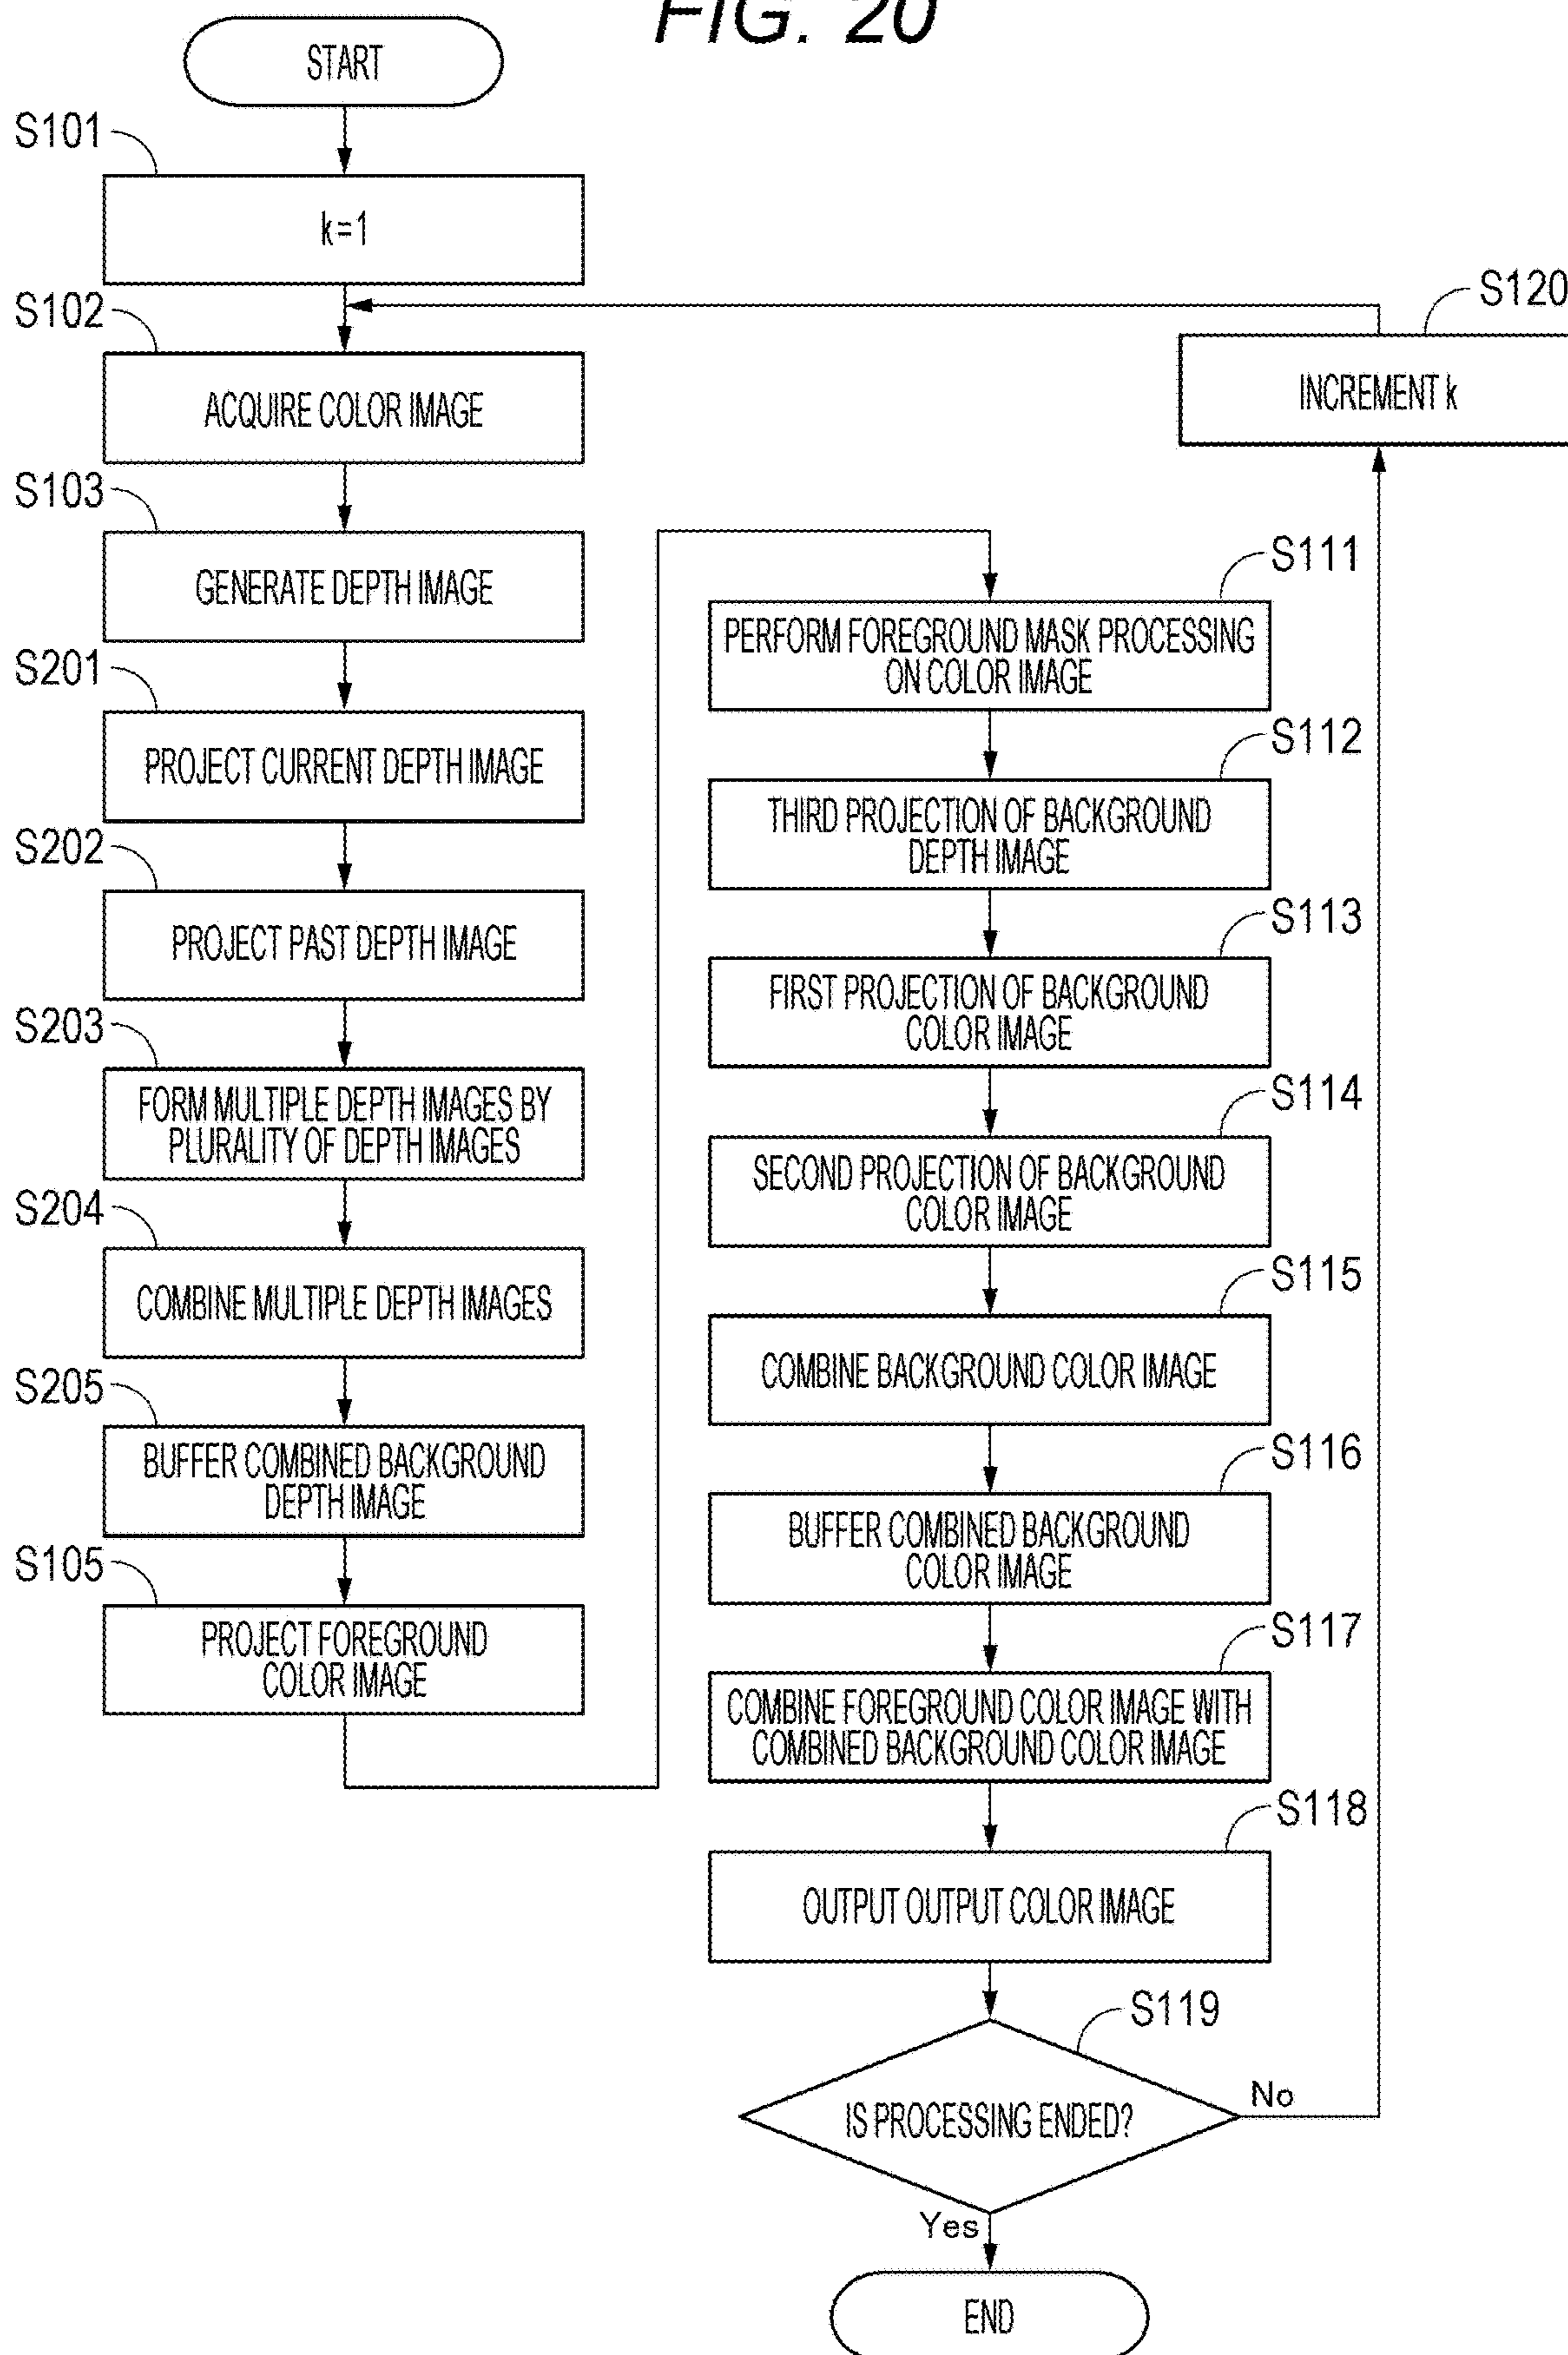 FIG. 20
START
S101
k=1
S102
ACQUIRE COLOR IMAGE
S103
GENERATE DEPTH IMAGE
S201
PROJECT CURRENT DEPTH IMAGE
S202
PROJECT PAST DEPTH IMAGE
S203
FORM MULTIPLE DEPTH IMAGES BY
PLURALITY OF DEPTH IMAGES
S204
COMBINE MULTIPLE DEPTH IMAGES
S205
BUFFER COMBINED BACKGROUND
DEPTH IMAGE
S105
PROJECT FOREGROUND
COLOR IMAGE
S111
PERFORM FOREGROUND MASK PROCESSING
ON COLOR IMAGE
S112
THIRD PROJECTION OF BACKGROUND
DEPTH IMAGE
S113
FIRST PROJECTION OF BACKGROUND
COLOR IMAGE
S114
SECOND PROJECTION OF BACKGROUND
COLOR IMAGE
S115
COMBINE BACKGROUND COLOR IMAGE
S116
BUFFER COMBINED BACKGROUND
COLOR IMAGE
S117
COMBINE FOREGROUND COLOR IMAGE WITH
COMBINED BACKGROUND COLOR IMAGE
S118
OUTPUT OUTPUT COLOR IMAGE
S119
IS PROCESSING ENDED?
No
Yes
END
S120
INCREMENT k